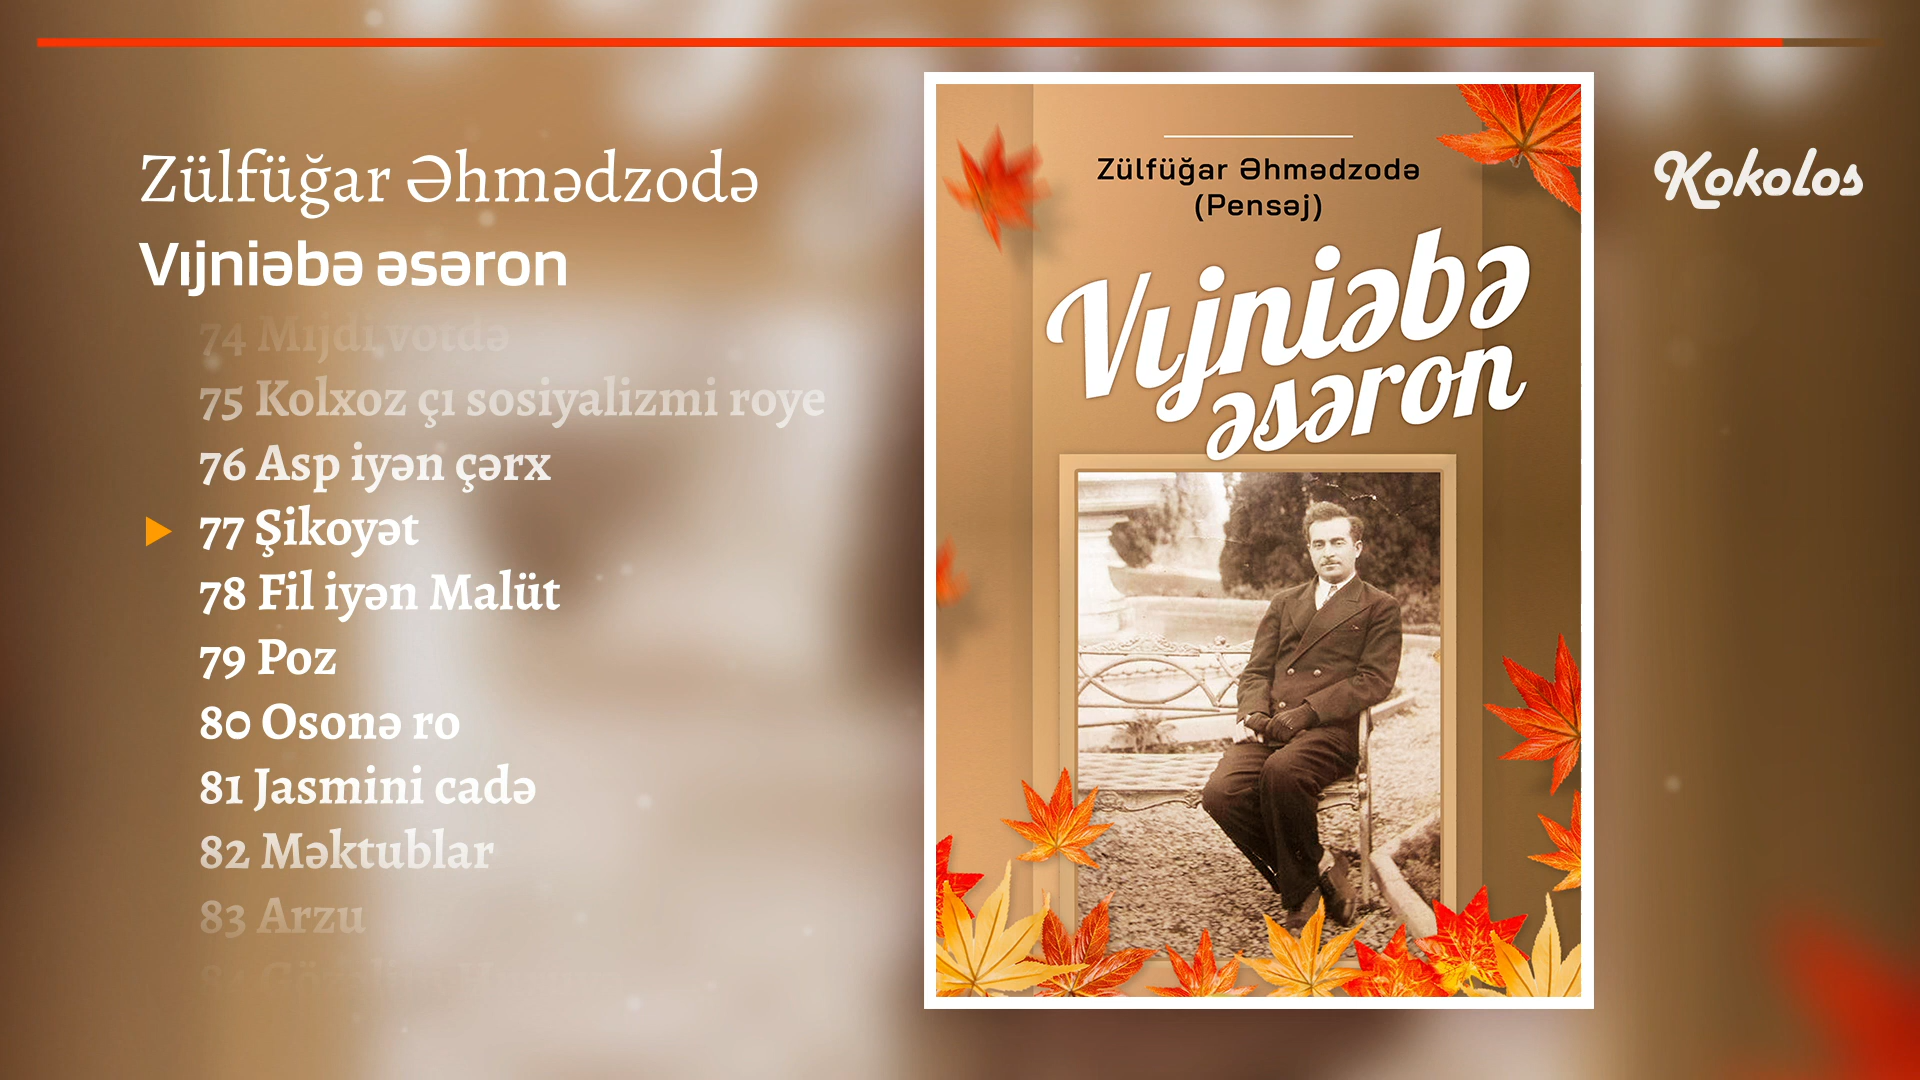 Zülfüğar Əhmədzodə
Vıjniəbə əsəron
74 Mıjdı votdə
75 Kolxoz çı sosiyalizmi roye
76 Asp iyən çərx
77 Şikoyət
78 Fil iyən Malüt
79 Poz
80 Osonə ro
81 Jasmini cadə
82 Məktublar
83 Arzu
84
Zülfüğar Əhmədzodə
(Pensəj)
Vıjniəbə
əsəron
Kokolos